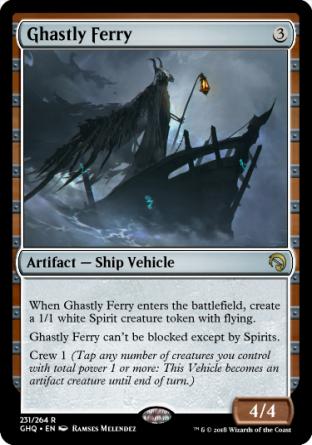 Ghastly Ferry 3
Artifact — Ship Vehicle
When Ghastly Ferry enters the battlefield, create
a 1/1 white Spirit creature token with flying.
Ghastly Ferry can't be blocked except by Spirits.
Crew 1 (Tap any number of creatures you control
with total power 1 or more: This Vehicle becomes an
artifact creature until end of turn.)
4/4
231/264 R
GHQ • EN Ramses Melendez
™ & © 2018 Wizards of the Coast